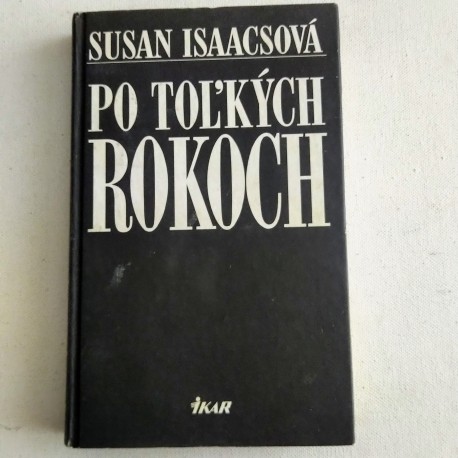 SUSAN ISAACSOVÁ
PO TOĽKÝCH
ROKOCH
IKAR